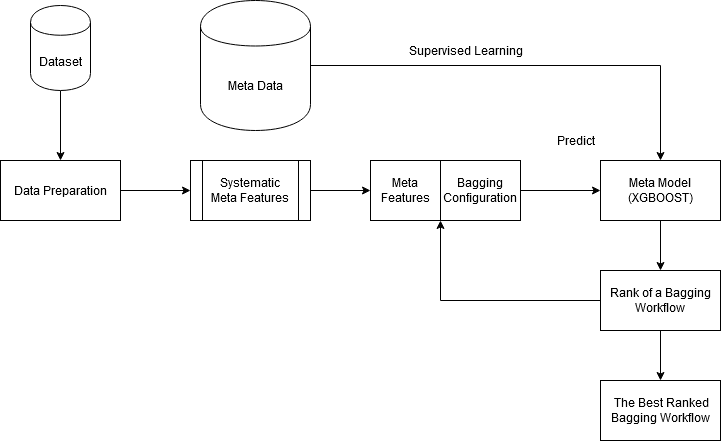 Supervised Learning
Dataset
Meta Data
Predict
Data Preparation
Systematic
Meta Features
Meta
Features
Bagging
Configuration
Meta Model
(XGBOOST)
Rank of a Bagging
Workflow
The Best Ranked
Bagging Workflow